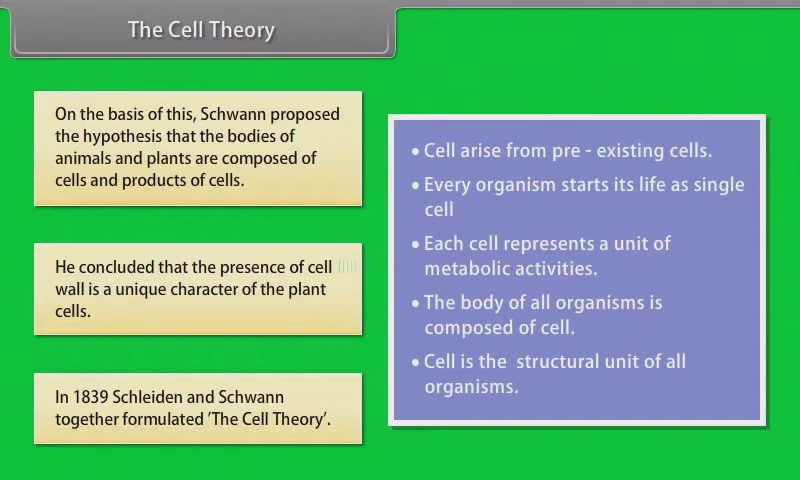 The Cell Theory
On the basis of this, Schwann proposed
the hypothesis that the bodies of
animals and plants are composed of
cells and products of cells.
He concluded that the presence of cell
wall is a unique character of the plant
cells.
In 1839 Schleiden and Schwann
together formulated 'The Cell Theory'.
• Cell arise from pre - existing cells.
• Every organism starts its life as single
cell
• Each cell represents a unit of
metabolic activities.
• The body of all organisms is
composed of cell.
• Cell is the structural unit of all
organisms.